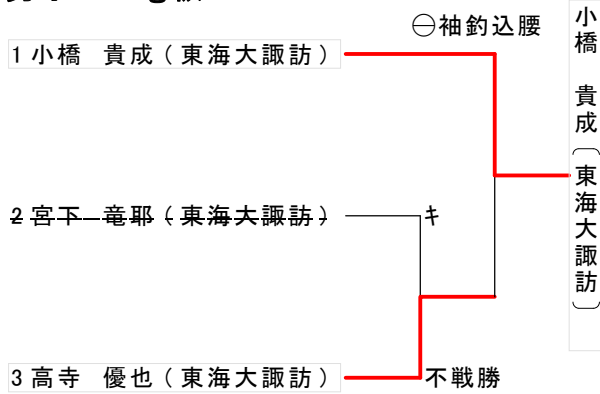 ㊀袖釣込腰
1 小橋　貴成（東海大諏訪）
2 宮下　竜耶（東海大諏訪）
キ
3 高寺　優也（東海大諏訪）
不戦勝
小橋　貴成（東海大諏訪）